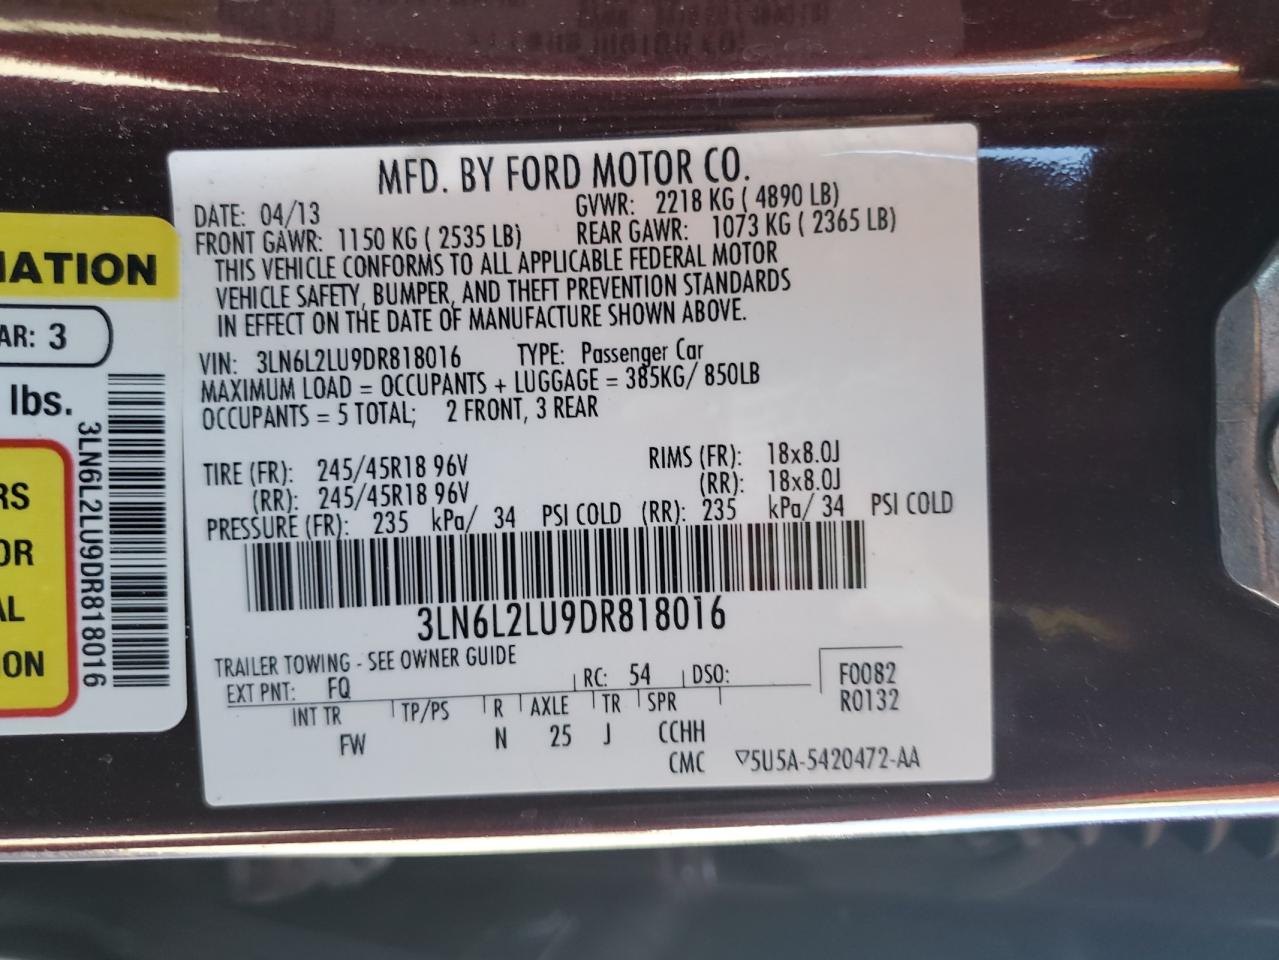 MFD. BY FORD MOTOR CO.
DATE: 04/13 GVWR: 2218 KG ( 4890 LB)
FRONT GAWR: 1150 KG ( 2535 LB) REAR GAWR: 1073 KG ( 2365 LB)
THIS VEHICLE CONFORMS TO ALL APPLICABLE FEDERAL MOTOR
VEHICLE SAFETY, BUMPER, AND THEFT PREVENTION STANDARDS
IN EFFECT ON THE DATE OF MANUFACTURE SHOWN ABOVE.
VIN: 3LN6L2LU9DR818016 TYPE: Passenger Car
MAXIMUM LOAD = OCCUPANTS + LUGGAGE = 385KG/ 850LB
OCCUPANTS = 5 TOTAL; 2 FRONT, 3 REAR
TIRE (FR): 245/45R18 96V RIMS (FR): 18x8.0J
(RR): 245/45R18 96V (RR): 18x8.0J
PRESSURE (FR): 235 kPa/ 34 PSI COLD (RR): 235 kPa/ 34 PSI COLD
3LN6L2LU9DR818016
TRAILER TOWING - SEE OWNER GUIDE
EXT PNT: FQ RC: 54 DSO: F0082
INT TR TP/PS R AXLE TR SPR R0132
FW N 25 J CCHH
CMC ▽5U5A-5420472-AA
IATION
AR: 3
lbs.
RS
OR
AL
ION
3LN6L2LU9DR818016